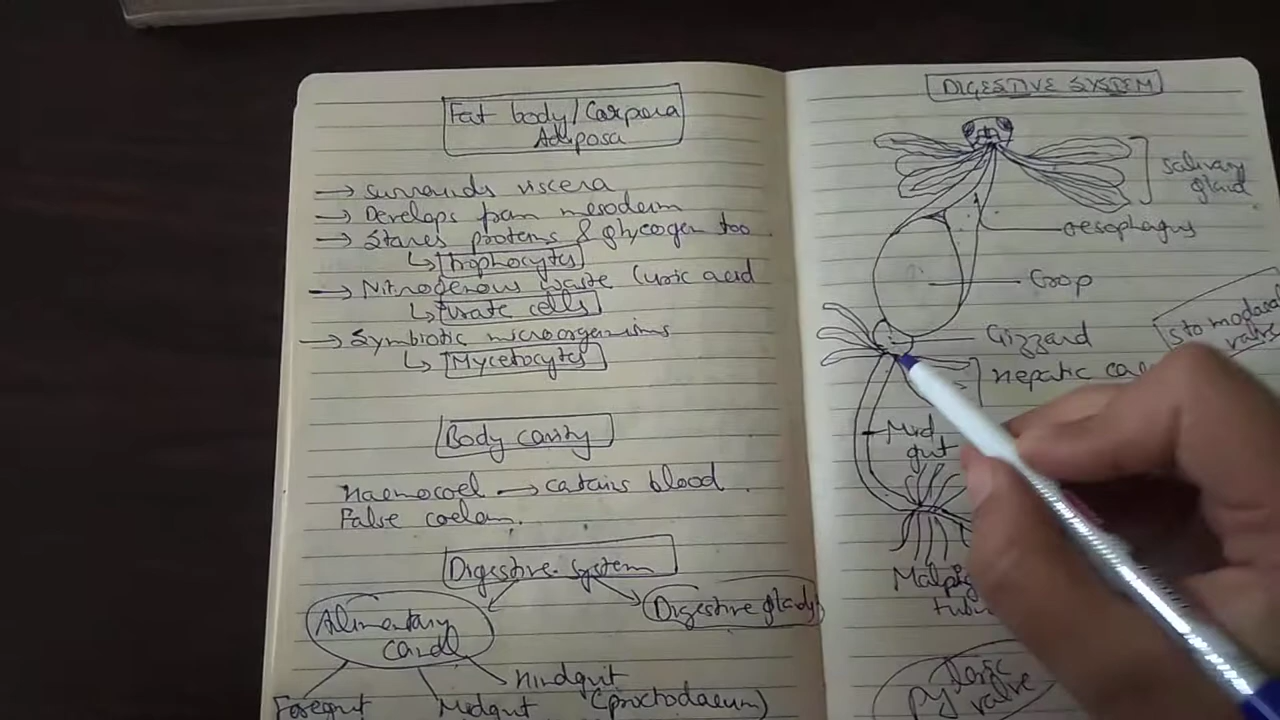 Fat body/Carpora
Adiposa
→ surrounds viscera
→ Develops from mesoderm
→ Stores proteins & glycogen too.
↳ Trophocytes
→ Nitrogenous waste (uric acid
↳ urate cells
→ Symbiotic microorganisms
↳ Mycetocytes
Body cavity
Haemocoel → contains blood.
False coelom.
Digestive system
Alimentary
canal
Digestive glands
Hindgut
Foregut
Midgut
(proctodaeum)
DIGESTIVE SYSTEM
salivary
gland
oesophagus
Crop
Gizzard
stomodaeal
valve
hepatic
Mid
gut
pyloric
valve